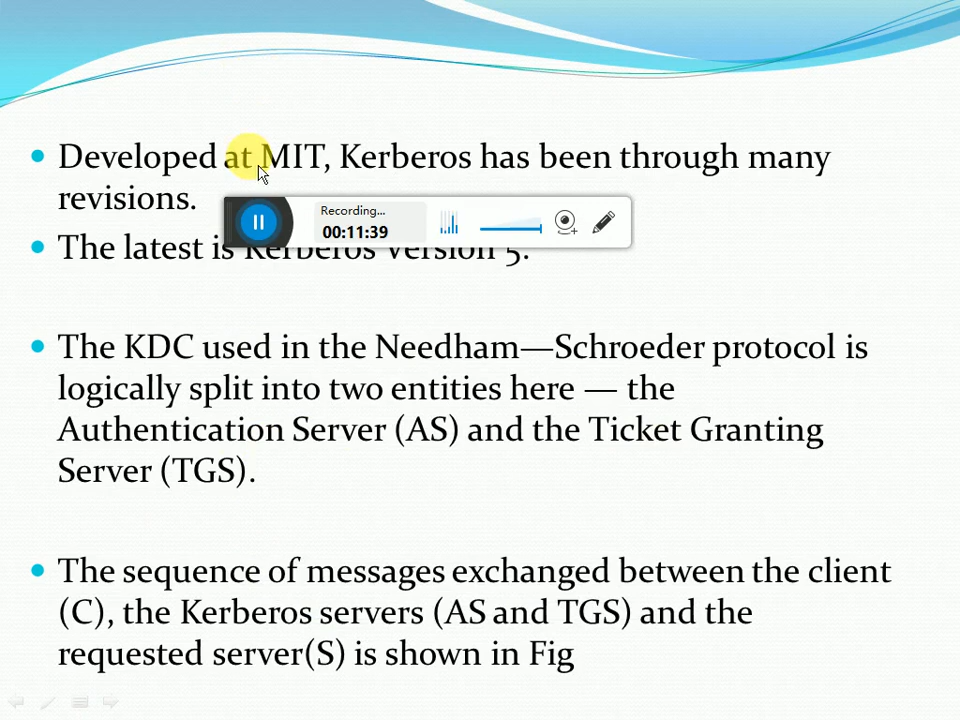 • Developed at MIT, Kerberos has been through many
revisions.
Recording...
00:11:39
• The latest is Kerberos Version 5.
• The KDC used in the Needham—Schroeder protocol is
logically split into two entities here — the
Authentication Server (AS) and the Ticket Granting
Server (TGS).
• The sequence of messages exchanged between the client
(C), the Kerberos servers (AS and TGS) and the
requested server(S) is shown in Fig